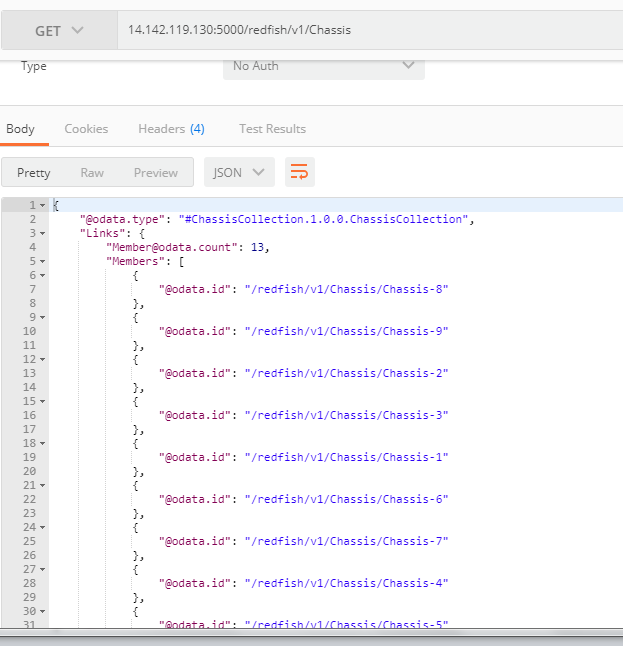 GET 14.142.119.130:5000/redfish/v1/Chassis
Type No Auth
Body Cookies Headers (4) Test Results
Pretty Raw Preview JSON
1 {
2 "@odata.type": "#ChassisCollection.1.0.0.ChassisCollection",
3 "Links": {
4 "Member@odata.count": 13,
5 "Members": [
6 {
7 "@odata.id": "/redfish/v1/Chassis/Chassis-8"
8 },
9 {
10 "@odata.id": "/redfish/v1/Chassis/Chassis-9"
11 },
12 {
13 "@odata.id": "/redfish/v1/Chassis/Chassis-2"
14 },
15 {
16 "@odata.id": "/redfish/v1/Chassis/Chassis-3"
17 },
18 {
19 "@odata.id": "/redfish/v1/Chassis/Chassis-1"
20 },
21 {
22 "@odata.id": "/redfish/v1/Chassis/Chassis-6"
23 },
24 {
25 "@odata.id": "/redfish/v1/Chassis/Chassis-7"
26 },
27 {
28 "@odata.id": "/redfish/v1/Chassis/Chassis-4"
29 },
30 {
31 "@odata.id": "/redfish/v1/Chassis/Chassis-5"